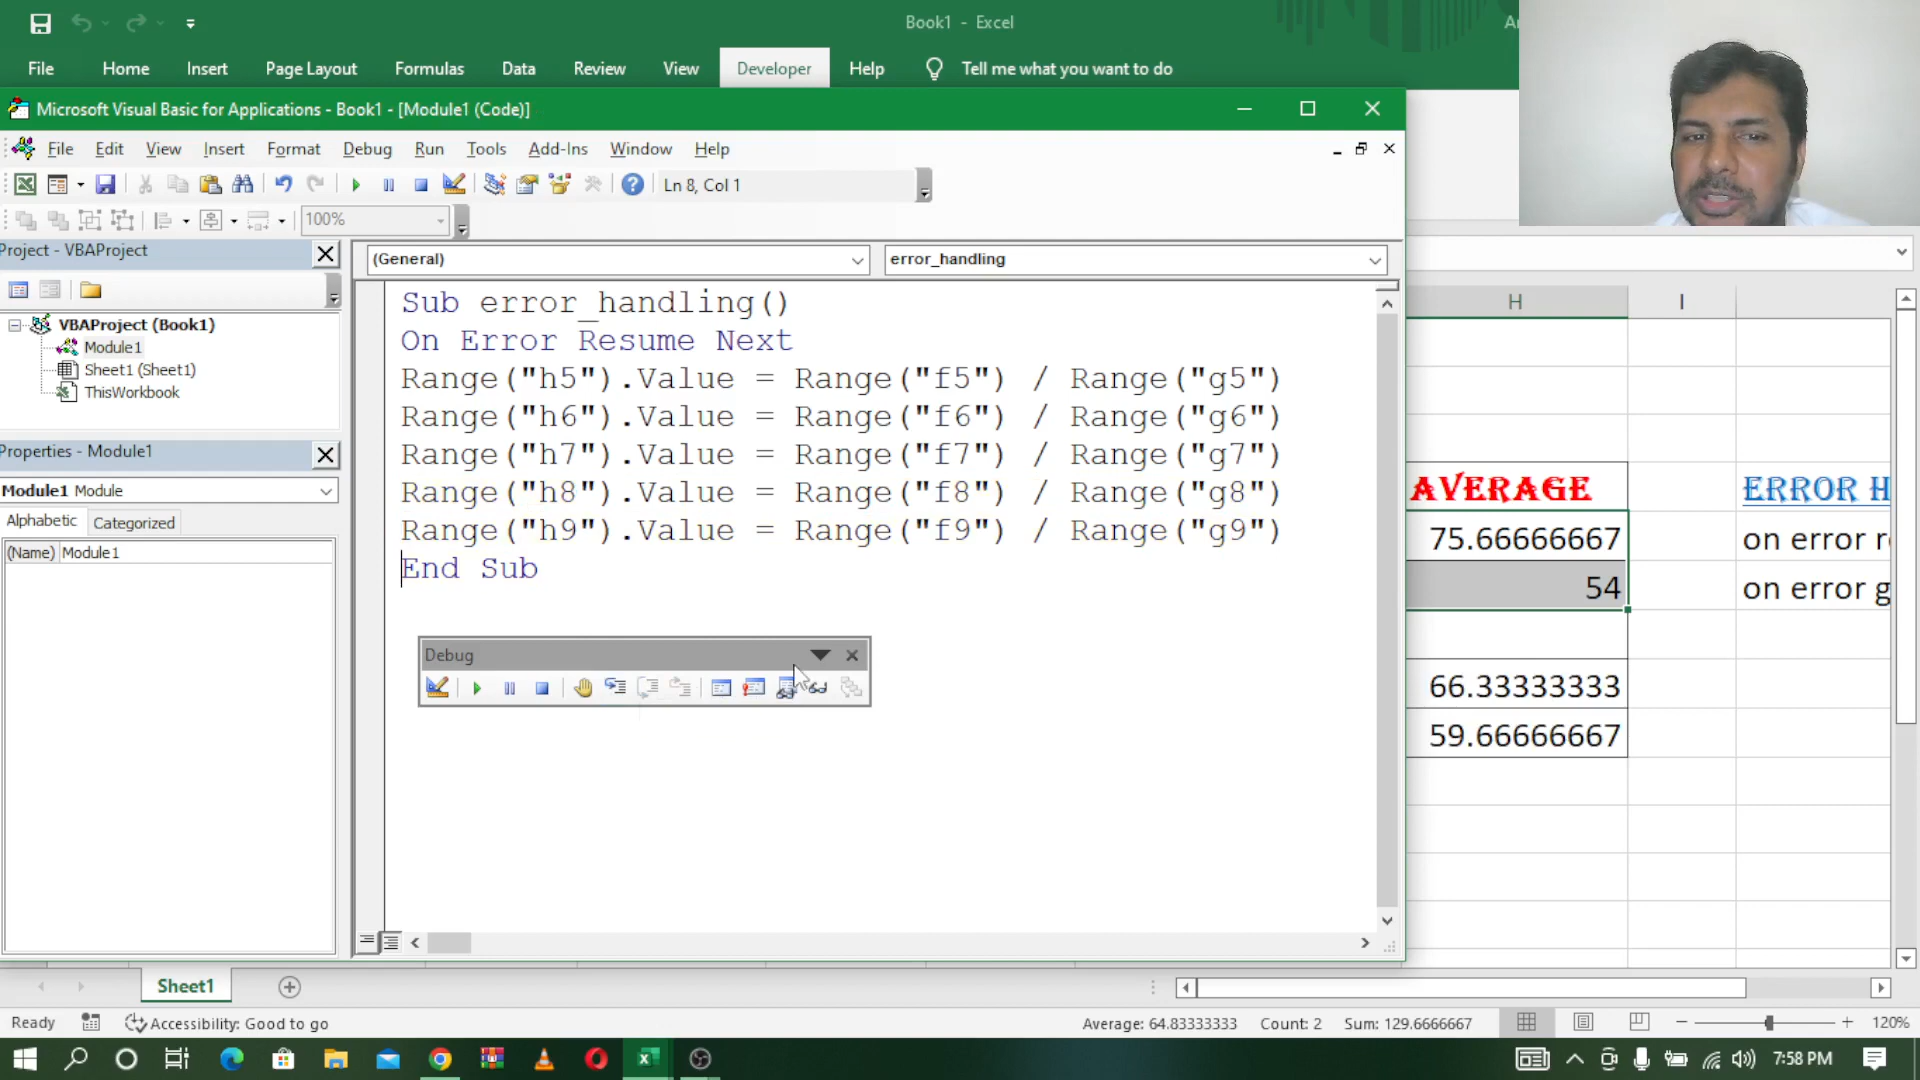 Book1 - Excel
File Home Insert Page Layout Formulas Data Review View Developer Help Tell me what you want to do
Microsoft Visual Basic for Applications - Book1 - [Module1 (Code)]
File Edit View Insert Format Debug Run Tools Add-Ins Window Help
Ln 8, Col 1
100%
Project - VBAProject
VBAProject (Book1)
Module1
Sheet1 (Sheet1)
ThisWorkbook
Properties - Module1
Module1 Module
Alphabetic Categorized
(Name) Module1
(General) error_handling
Sub error_handling()
On Error Resume Next
Range("h5").Value = Range("f5") / Range("g5")
Range("h6").Value = Range("f6") / Range("g6")
Range("h7").Value = Range("f7") / Range("g7")
Range("h8").Value = Range("f8") / Range("g8")
Range("h9").Value = Range("f9") / Range("g9")
End Sub
Debug
H I
AVERAGE ERROR H
75.66666667 on error r
54 on error g
66.33333333
59.66666667
Sheet1
Ready Accessibility: Good to go Average: 64.83333333 Count: 2 Sum: 129.6666667 120%
7:58 PM